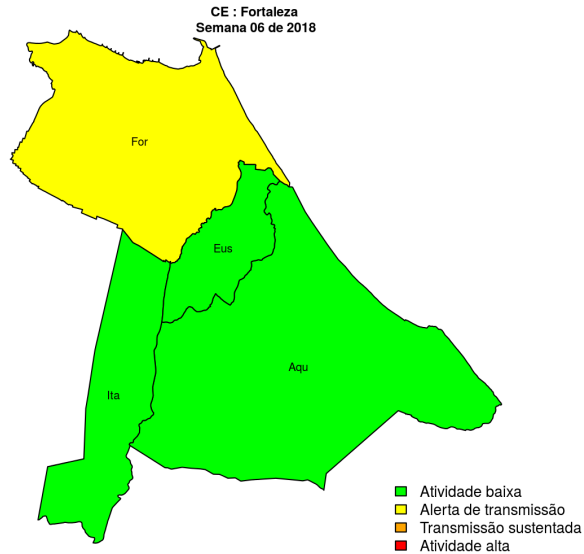 CE : Fortaleza
Semana 06 de 2018
For
Eus
Aqu
Ita
Atividade baixa
Alerta de transmissão
Transmissão sustentada
Atividade alta